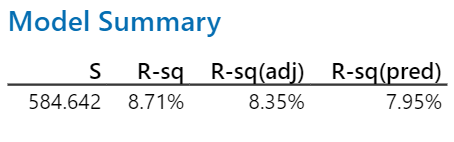 Model Summary
S R-sq R-sq(adj) R-sq(pred)
584.642 8.71% 8.35% 7.95%